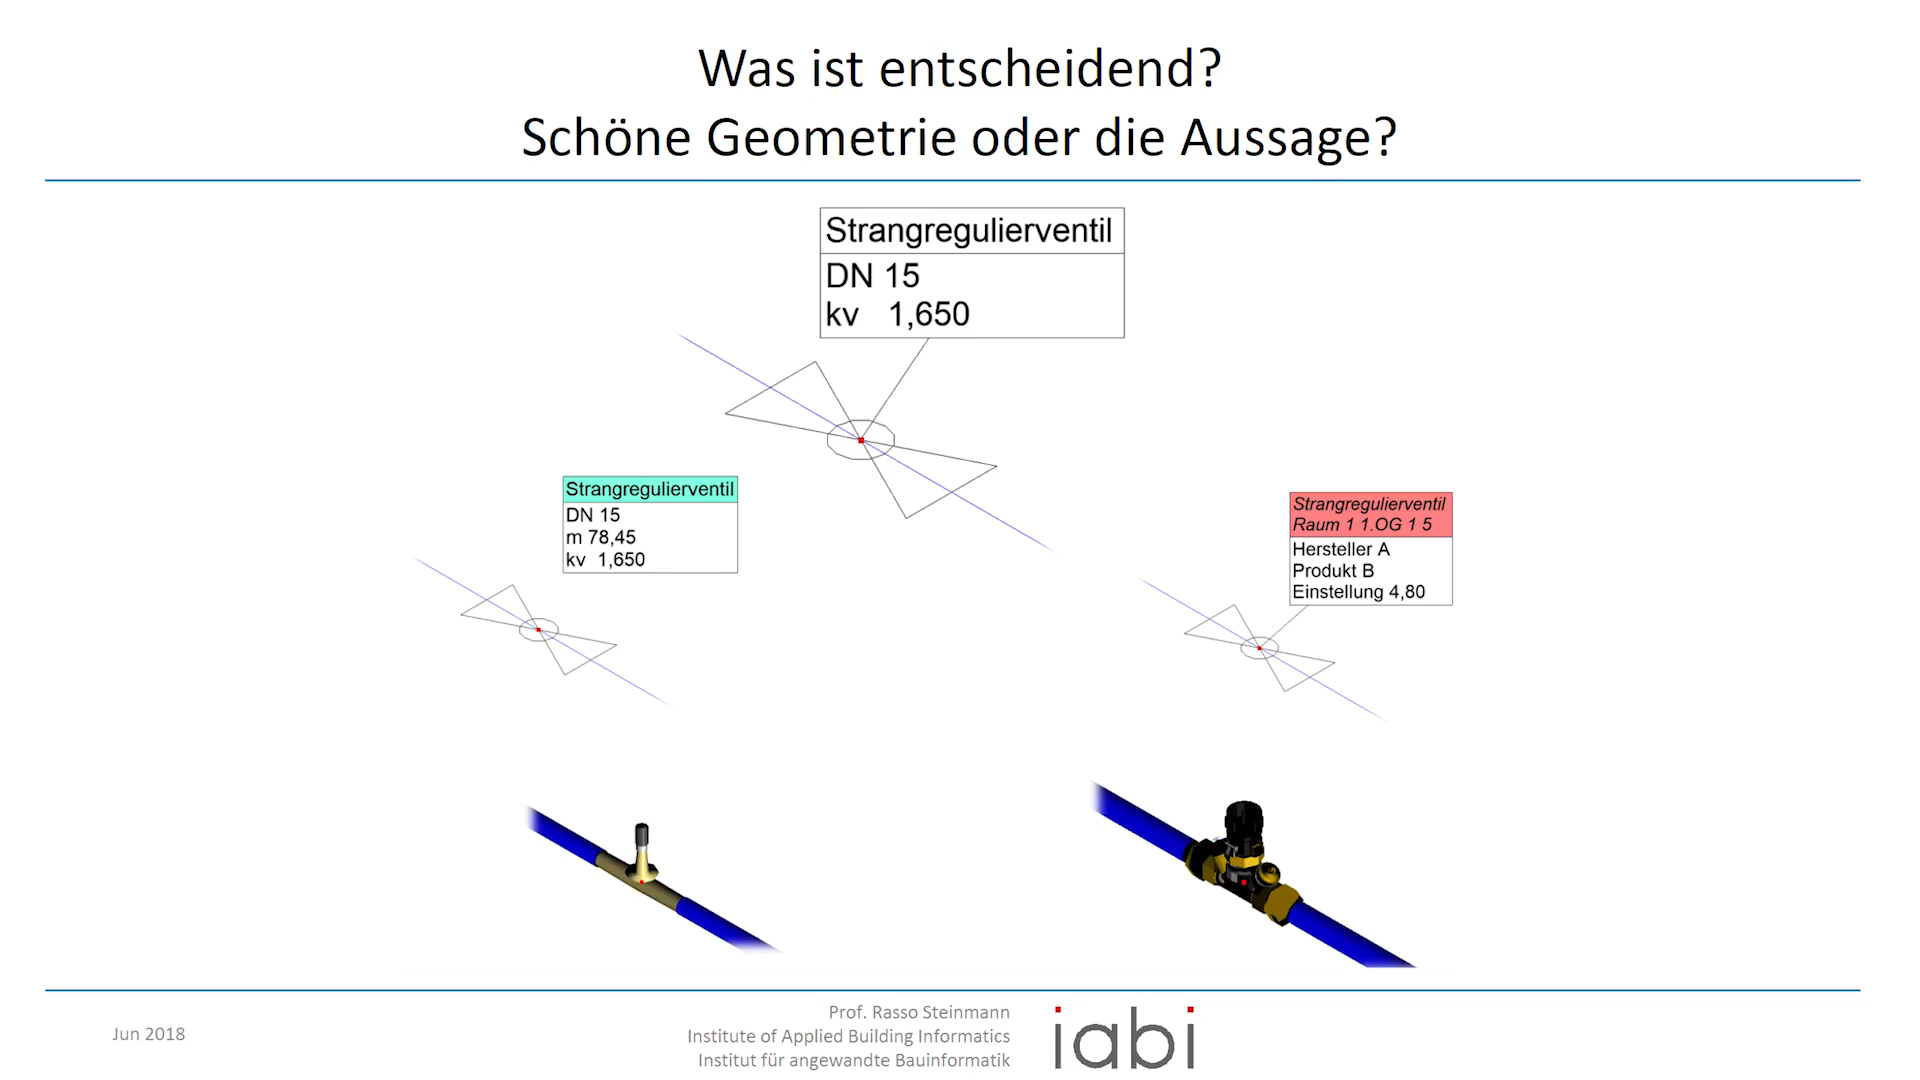 Was ist entscheidend?
Schöne Geometrie oder die Aussage?
Strangregulierventil
DN 15
kv 1,650
Strangregulierventil
DN 15
m 78,45
kv 1,650
Strangregulierventil
Raum 1 1.OG 1 5
Hersteller A
Produkt B
Einstellung 4,80
Jun 2018
Prof. Rasso Steinmann
Institute of Applied Building Informatics
Institut für angewandte Bauinformatik
iabi